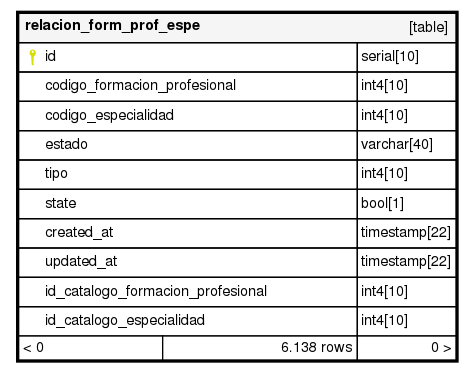 relacion_form_prof_espe [table]
id serial[10]
codigo_formacion_profesional int4[10]
codigo_especialidad int4[10]
estado varchar[40]
tipo int4[10]
state bool[1]
created_at timestamp[22]
updated_at timestamp[22]
id_catalogo_formacion_profesional int4[10]
id_catalogo_especialidad int4[10]
< 0 6.138 rows 0 >